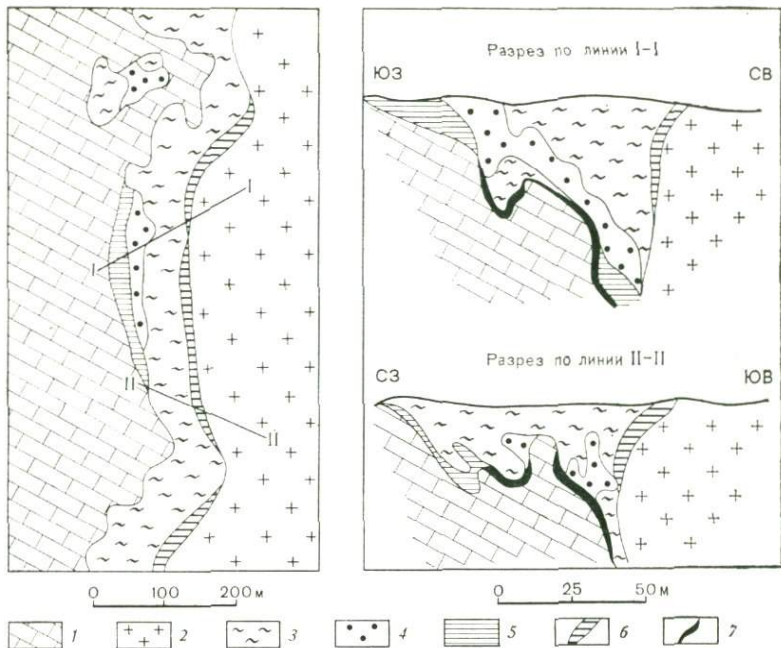 I
I
II
II
0 100 200 м
Разрез по линии I-I
ЮЗ СВ
Разрез по линии II-II
СЗ ЮВ
0 25 50 м
1 2 3 4 5 6 7